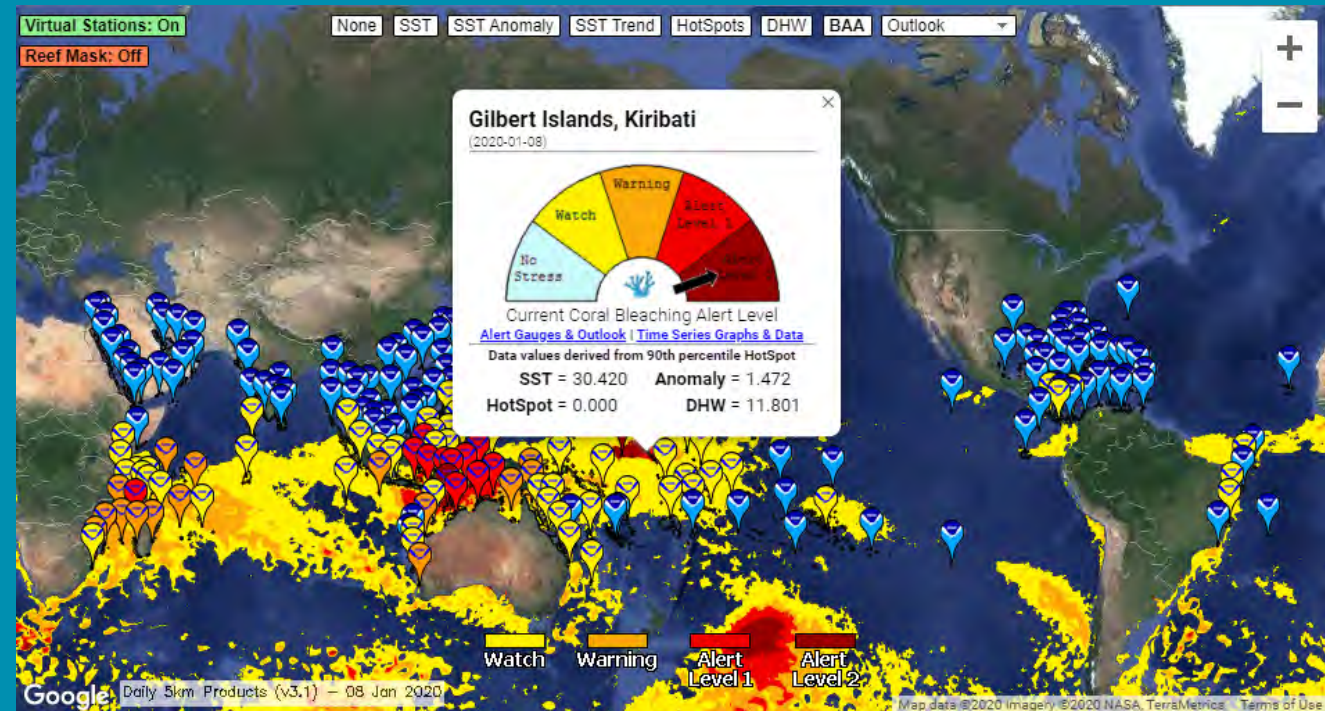 Virtual Stations: On
None SST SST Anomaly SST Trend HotSpots DHW BAA Outlook
Reef Mask: Off
+
−
×
Gilbert Islands, Kiribati
(2020-01-08)
Warning
Watch
Alert
Level 1
No
Stress
Alert
Level 2
Current Coral Bleaching Alert Level
Alert Gauges & Outlook | Time Series Graphs & Data
Data values derived from 90th percentile HotSpot
SST = 30.420 Anomaly = 1.472
HotSpot = 0.000 DHW = 11.801
Watch Warning Alert Level 1 Alert Level 2
Google Daily 5km Products (v3.1) – 08 Jan 2020
Map data ©2020 Imagery ©2020 NASA, TerraMetrics Terms of Use